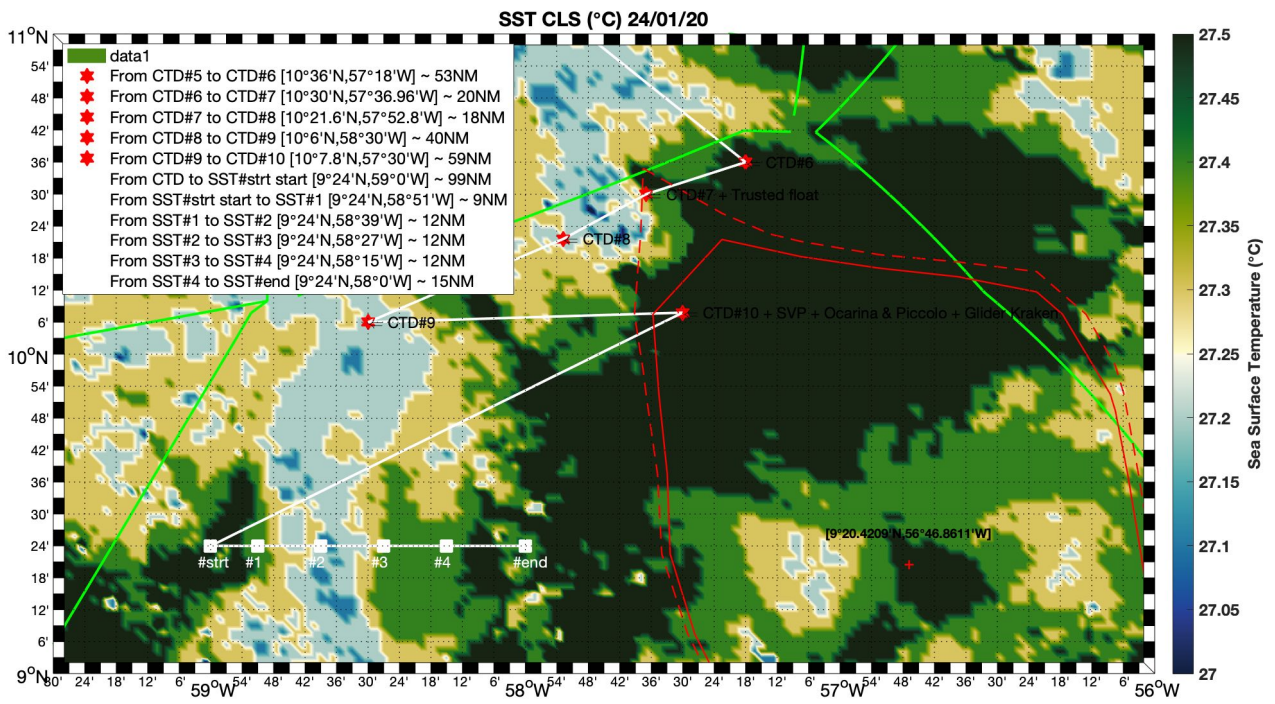 SST CLS (°C) 24/01/20
data1
From CTD#5 to CTD#6 [10°36'N,57°18'W] ~ 53NM
From CTD#6 to CTD#7 [10°30'N,57°36.96'W] ~ 20NM
From CTD#7 to CTD#8 [10°21.6'N,57°52.8'W] ~ 18NM
From CTD#8 to CTD#9 [10°6'N,58°30'W] ~ 40NM
From CTD#9 to CTD#10 [10°7.8'N,57°30'W] ~ 59NM
From CTD to SST#strt start [9°24'N,59°0'W] ~ 99NM
From SST#strt start to SST#1 [9°24'N,58°51'W] ~ 9NM
From SST#1 to SST#2 [9°24'N,58°39'W] ~ 12NM
From SST#2 to SST#3 [9°24'N,58°27'W] ~ 12NM
From SST#3 to SST#4 [9°24'N,58°15'W] ~ 12NM
From SST#4 to SST#end [9°24'N,58°0'W] ~ 15NM
11°N
54'
48'
42'
36'
30'
24'
18'
12'
6'
10°N
54'
48'
42'
36'
30'
24'
18'
12'
6'
9°N
CTD#6
CTD#7 + Trusted float
CTD#8
CTD#10 + SVP + Ocarina & Piccolo + Glider Kraken
CTD#9
[9°20.4209'N,56°46.8611'W]
#strt #1 #2 #3 #4 #end
30' 24' 18' 12' 6' 59°W 54' 48' 42' 36' 30' 24' 18' 12' 6' 58°W 54' 48' 42' 36' 30' 24' 18' 12' 6' 57°W 54' 48' 42' 36' 30' 24' 18' 12' 6' 56°W
27.5
27.45
27.4
27.35
27.3
27.25
27.2
27.15
27.1
27.05
27
Sea Surface Temperature (°C)